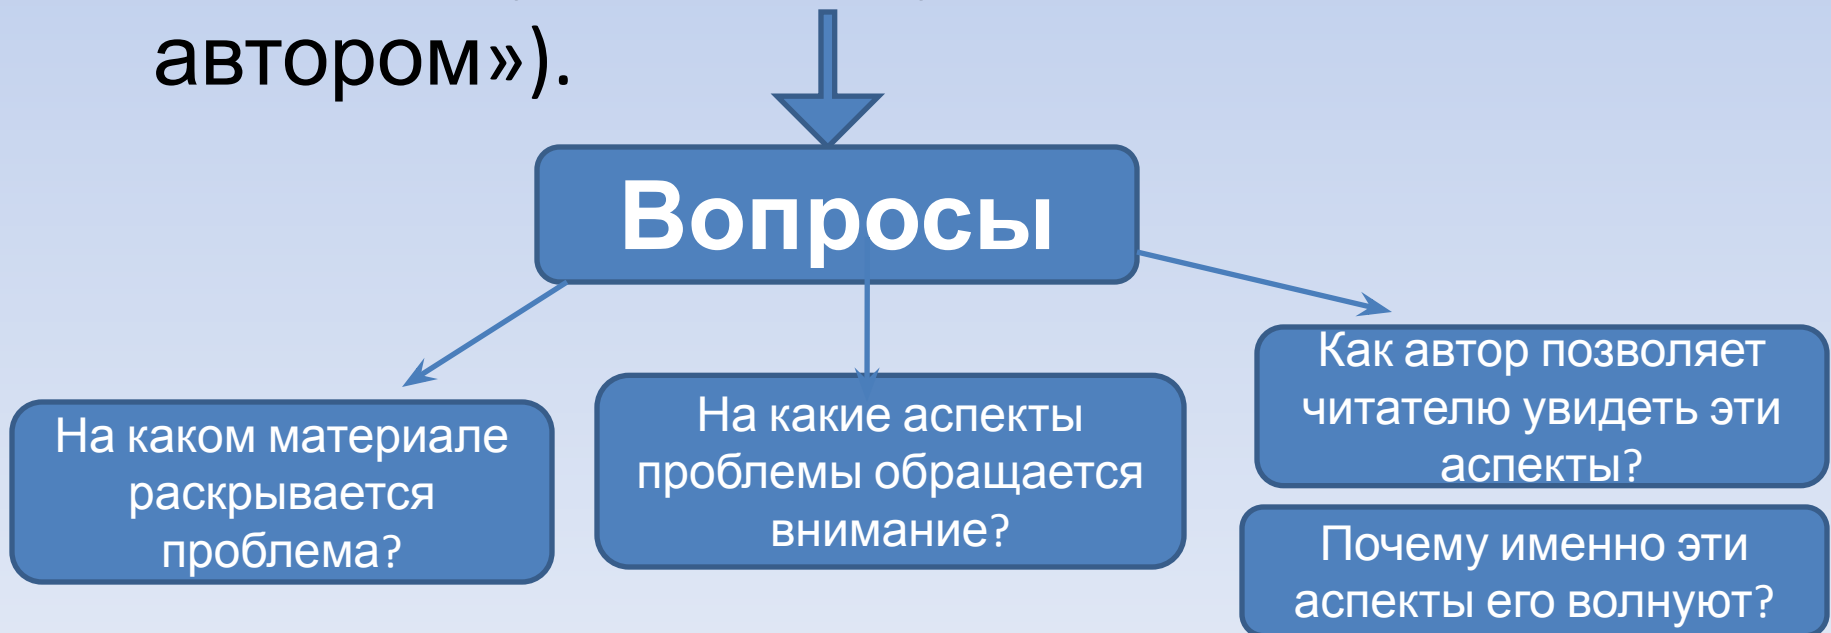 автором»).
Вопросы
На каком материале
раскрывается
проблема?
На какие аспекты
проблемы обращается
внимание?
Как автор позволяет
читателю увидеть эти
аспекты?
Почему именно эти
аспекты его волнуют?